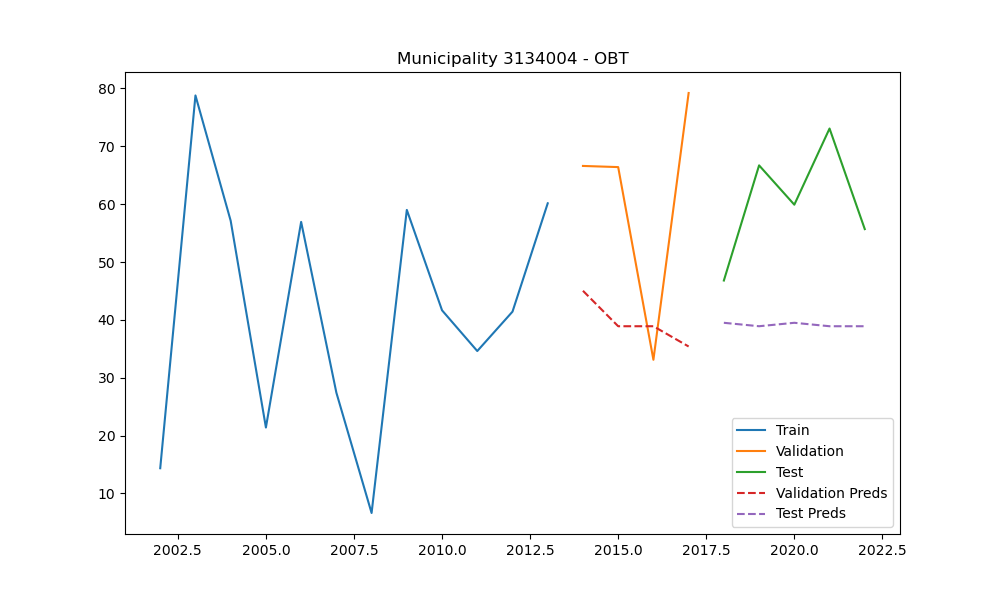 Municipality 3134004 - OBT
80
70
60
50
40
30
20
10
2002.5 2005.0 2007.5 2010.0 2012.5 2015.0 2017.5 2020.0 2022.5
Train
Validation
Test
Validation Preds
Test Preds